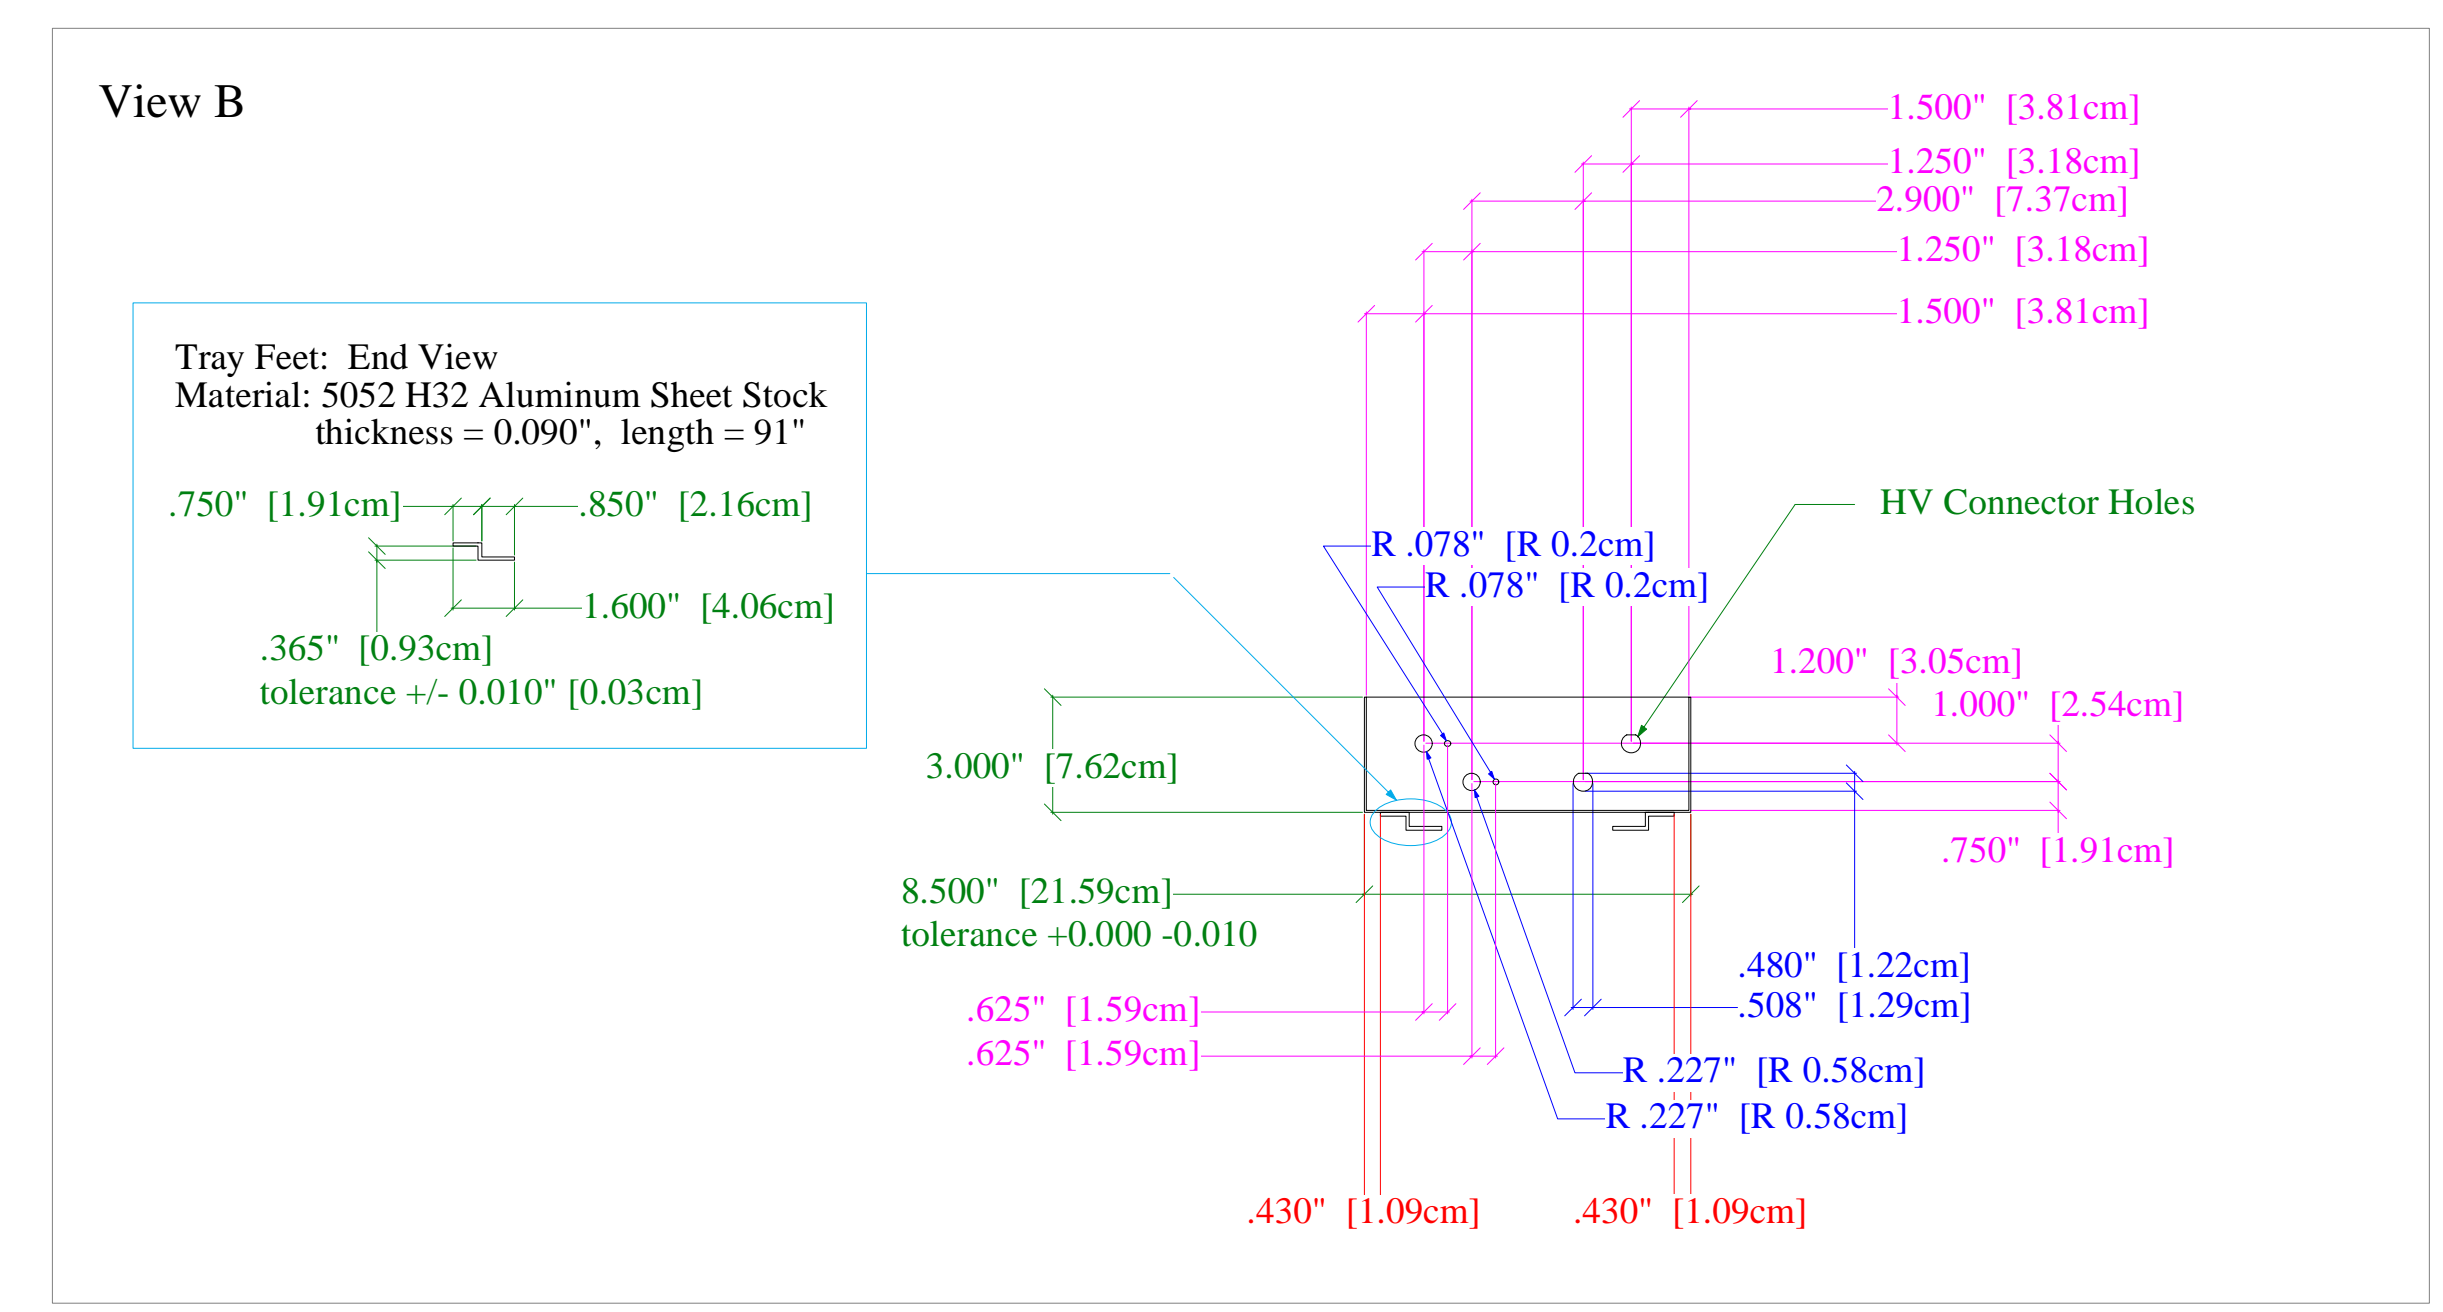 View B
1.500" [3.81cm]
1.250" [3.18cm]
2.900" [7.37cm]
1.250" [3.18cm]
1.500" [3.81cm]
Tray Feet: End View
Material: 5052 H32 Aluminum Sheet Stock
thickness = 0.090", length = 91"
.750" [1.91cm]
.850" [2.16cm]
1.600" [4.06cm]
.365" [0.93cm]
tolerance +/- 0.010" [0.03cm]
HV Connector Holes
R .078" [R 0.2cm]
R .078" [R 0.2cm]
1.200" [3.05cm]
1.000" [2.54cm]
3.000" [7.62cm]
.750" [1.91cm]
8.500" [21.59cm]
tolerance +0.000 -0.010
.480" [1.22cm]
.508" [1.29cm]
.625" [1.59cm]
.625" [1.59cm]
R .227" [R 0.58cm]
R .227" [R 0.58cm]
.430" [1.09cm]
.430" [1.09cm]